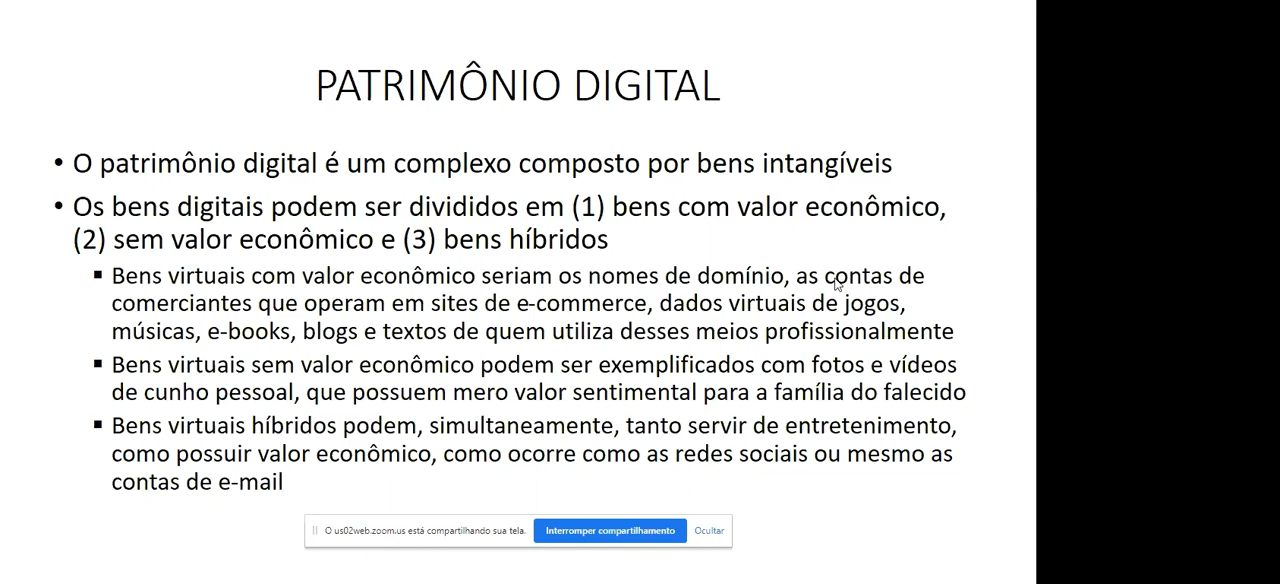 PATRIMÔNIO DIGITAL
• O patrimônio digital é um complexo composto por bens intangíveis
• Os bens digitais podem ser divididos em (1) bens com valor econômico,
(2) sem valor econômico e (3) bens híbridos
▪ Bens virtuais com valor econômico seriam os nomes de domínio, as contas de
comerciantes que operam em sites de e-commerce, dados virtuais de jogos,
músicas, e-books, blogs e textos de quem utiliza desses meios profissionalmente
▪ Bens virtuais sem valor econômico podem ser exemplificados com fotos e vídeos
de cunho pessoal, que possuem mero valor sentimental para a família do falecido
▪ Bens virtuais híbridos podem, simultaneamente, tanto servir de entretenimento,
como possuir valor econômico, como ocorre como as redes sociais ou mesmo as
contas de e-mail
O us02web.zoom.us está compartilhando sua tela. Interromper compartilhamento Ocultar